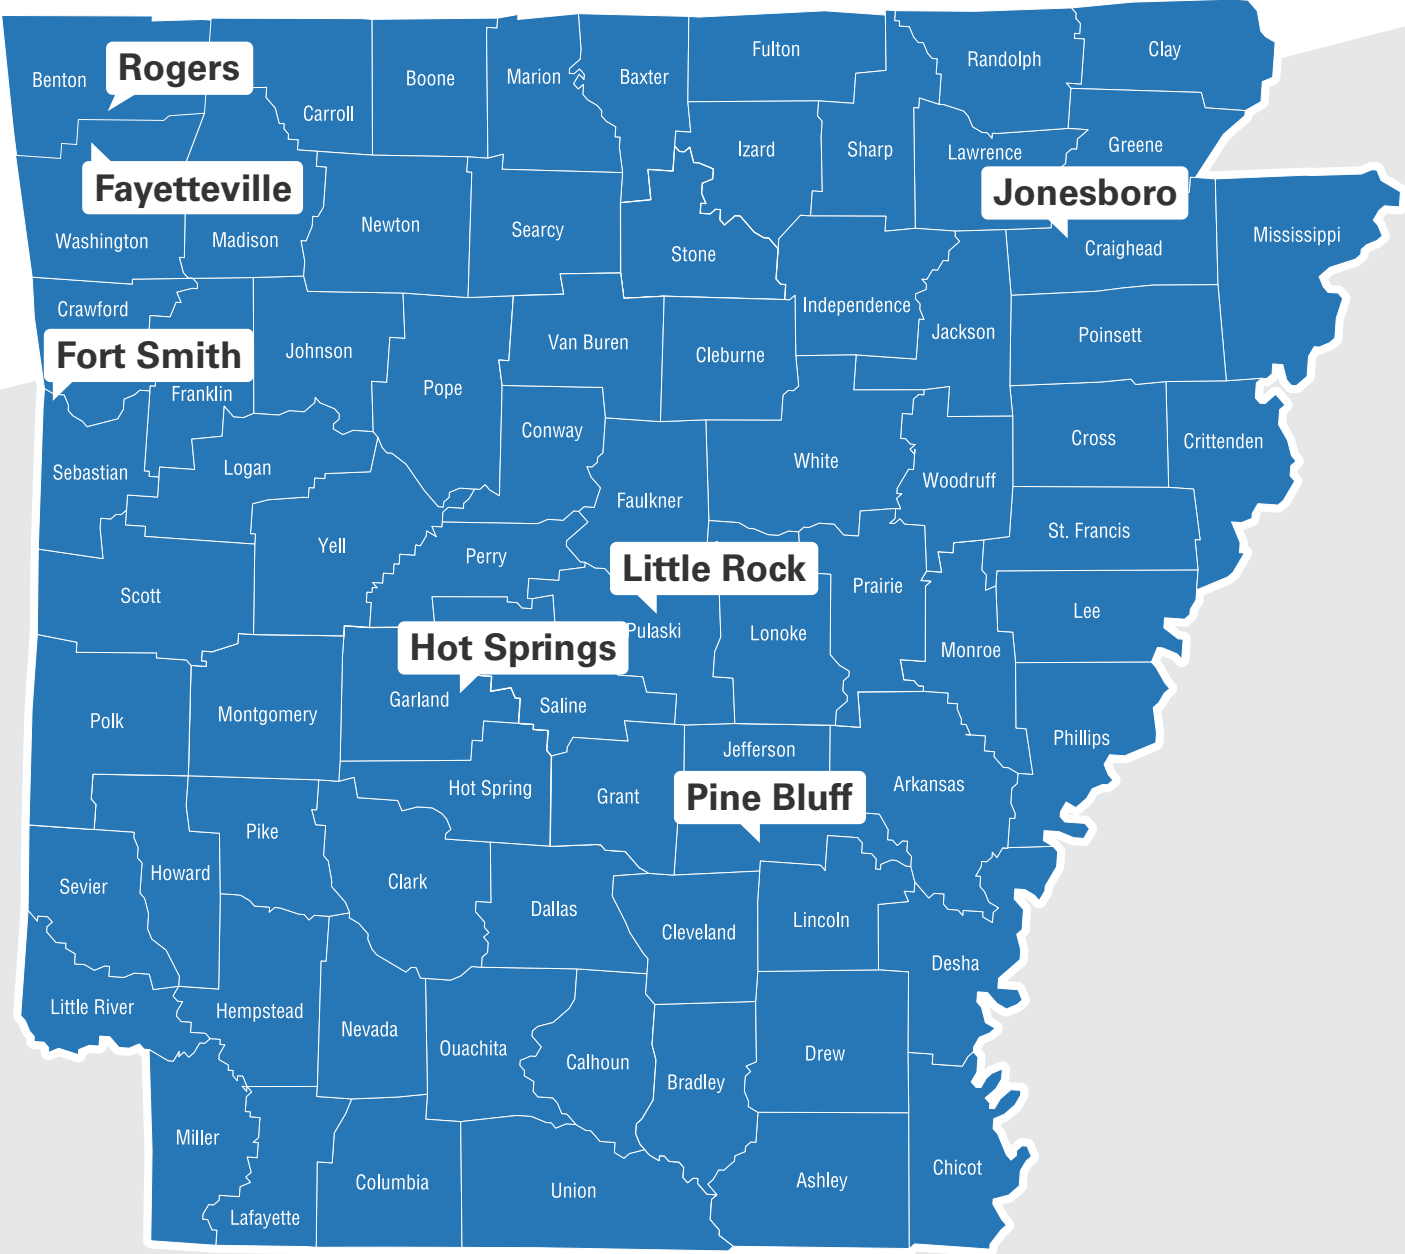 Fulton
Clay
Randolph
Benton
Rogers
Boone
Marion
Baxter
Carroll
Izard
Sharp
Lawrence
Greene
Fayetteville
Jonesboro
Washington
Madison
Newton
Searcy
Stone
Craighead
Mississippi
Crawford
Independence
Jackson
Poinsett
Fort Smith
Johnson
Van Buren
Cleburne
Franklin
Pope
Conway
Cross
Crittenden
Sebastian
Logan
White
Woodruff
Faulkner
St. Francis
Yell
Perry
Little Rock
Prairie
Scott
Lee
Pulaski
Lonoke
Hot Springs
Monroe
Garland
Saline
Polk
Montgomery
Phillips
Jefferson
Hot Spring
Grant
Pine Bluff
Arkansas
Pike
Howard
Sevier
Clark
Dallas
Cleveland
Lincoln
Desha
Little River
Hempstead
Nevada
Ouachita
Calhoun
Drew
Bradley
Miller
Columbia
Union
Ashley
Chicot
Lafayette